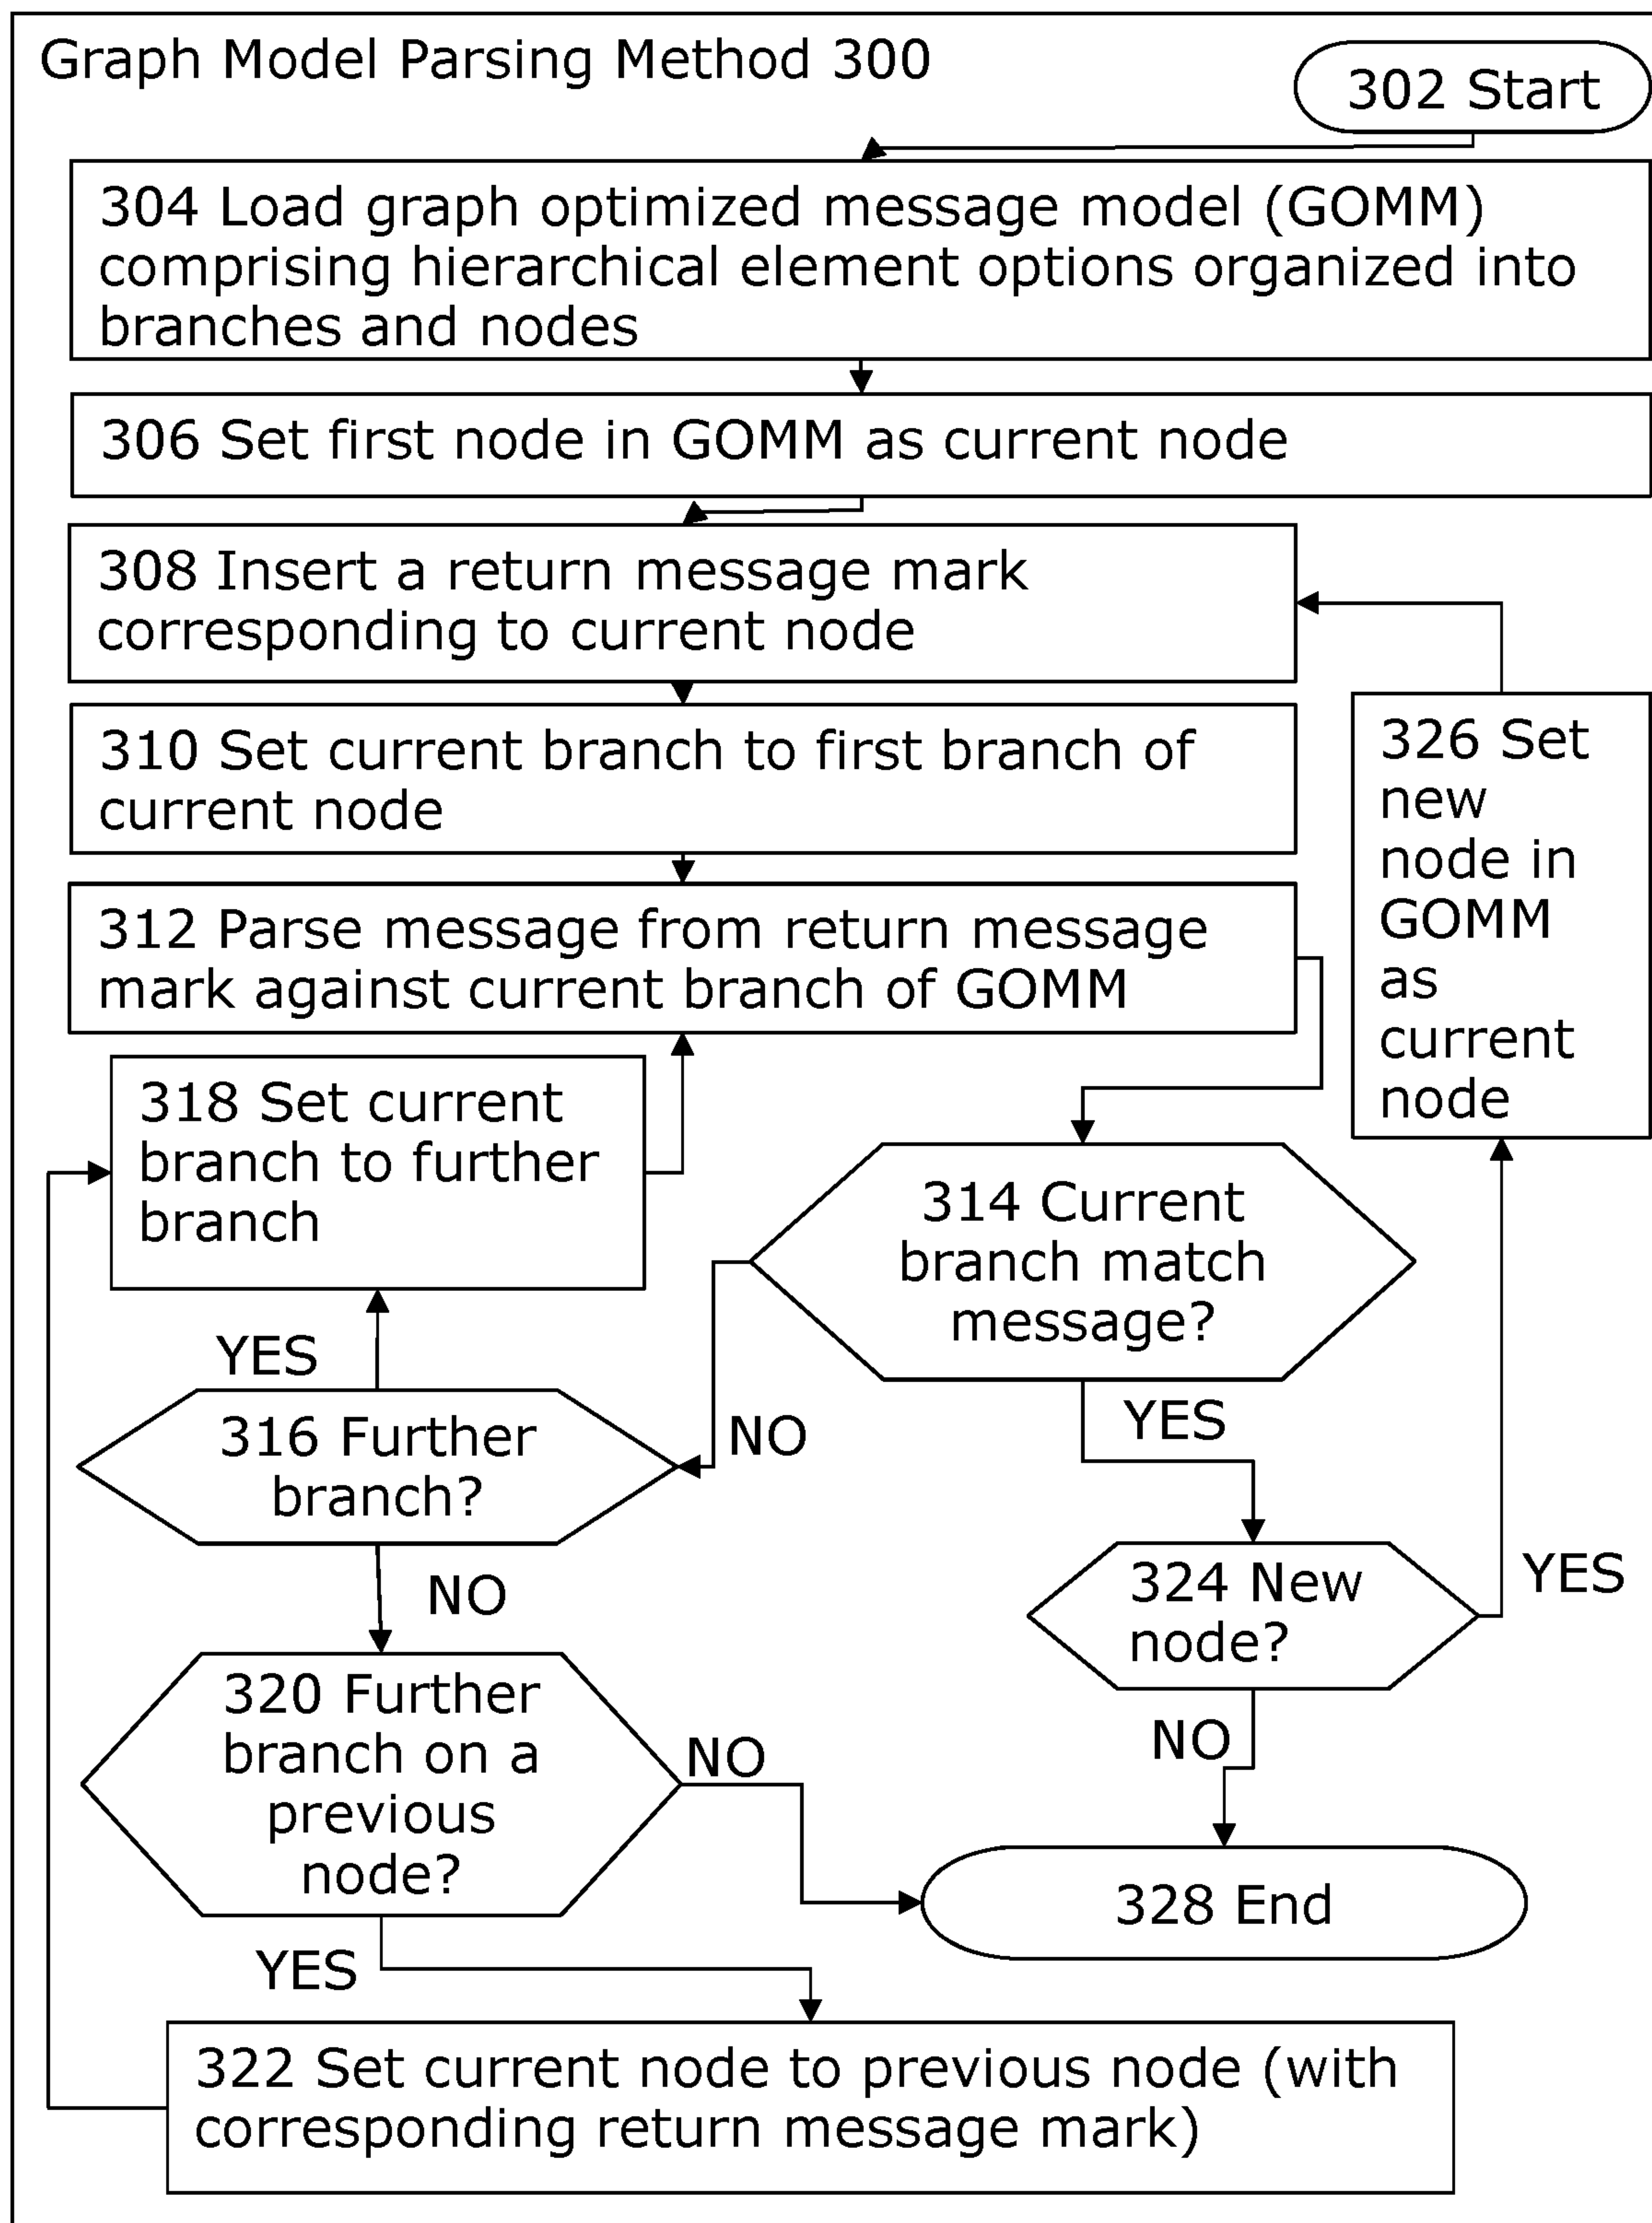 Graph Model Parsing Method 300
302 Start
304 Load graph optimized message model (GOMM)
comprising hierarchical element options organized into
branches and nodes
306 Set first node in GOMM as current node
308 Insert a return message mark
corresponding to current node
310 Set current branch to first branch of
current node
326 Set
new
node in
GOMM
as
current
node
312 Parse message from return message
mark against current branch of GOMM
318 Set current
branch to further
branch
314 Current
branch match
message?
YES
NO
YES
316 Further
branch?
NO
324 New
node?
YES
320 Further
branch on a
previous
node?
NO
NO
328 End
YES
322 Set current node to previous node (with
corresponding return message mark)